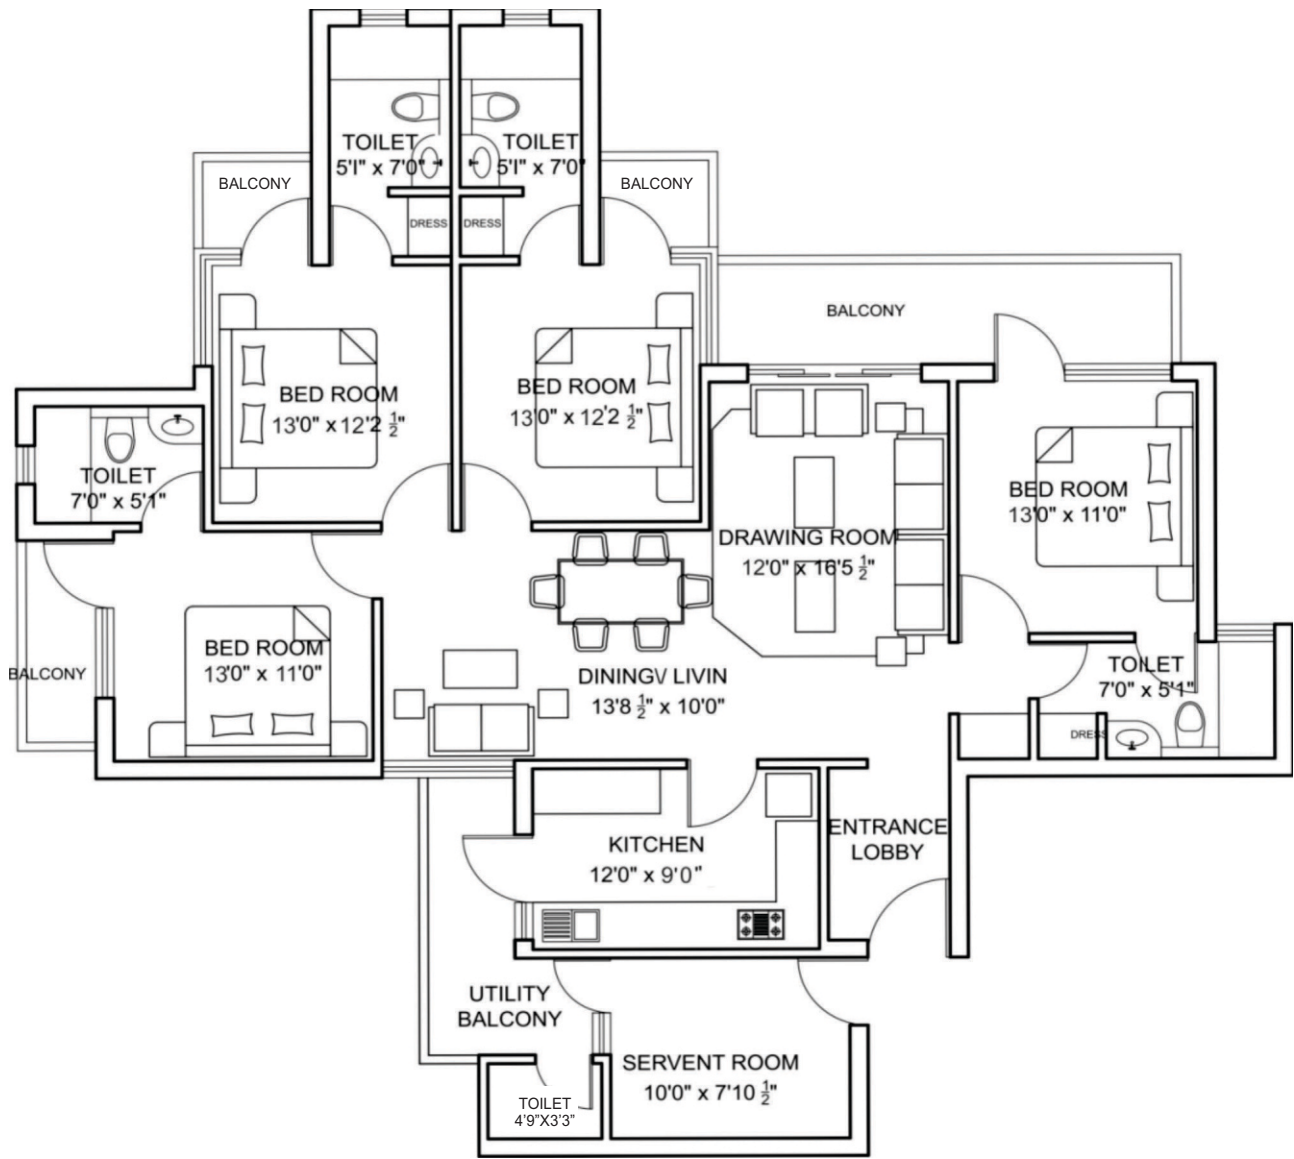 TOILET
5'I" x 7'0"
TOILET
5'I" x 7'0"
BALCONY
BALCONY
DRESS
DRESS
BALCONY
BED ROOM
13'0" x 12'2 ½"
BED ROOM
13'0" x 12'2 ½"
TOILET
7'0" x 5'1"
BED ROOM
13'0" x 11'0"
DRAWING ROOM
12'0" x 16'5 ½"
BED ROOM
13'0" x 11'0"
BALCONY
DINING\/ LIVIN
13'8 ½" x 10'0"
TOILET
7'0" x 5'1"
DRESS
KITCHEN
12'0" x 9'0"
ENTRANCE
LOBBY
UTILITY
BALCONY
SERVENT ROOM
10'0" x 7'10 ½"
TOILET
4'9"X3'3"